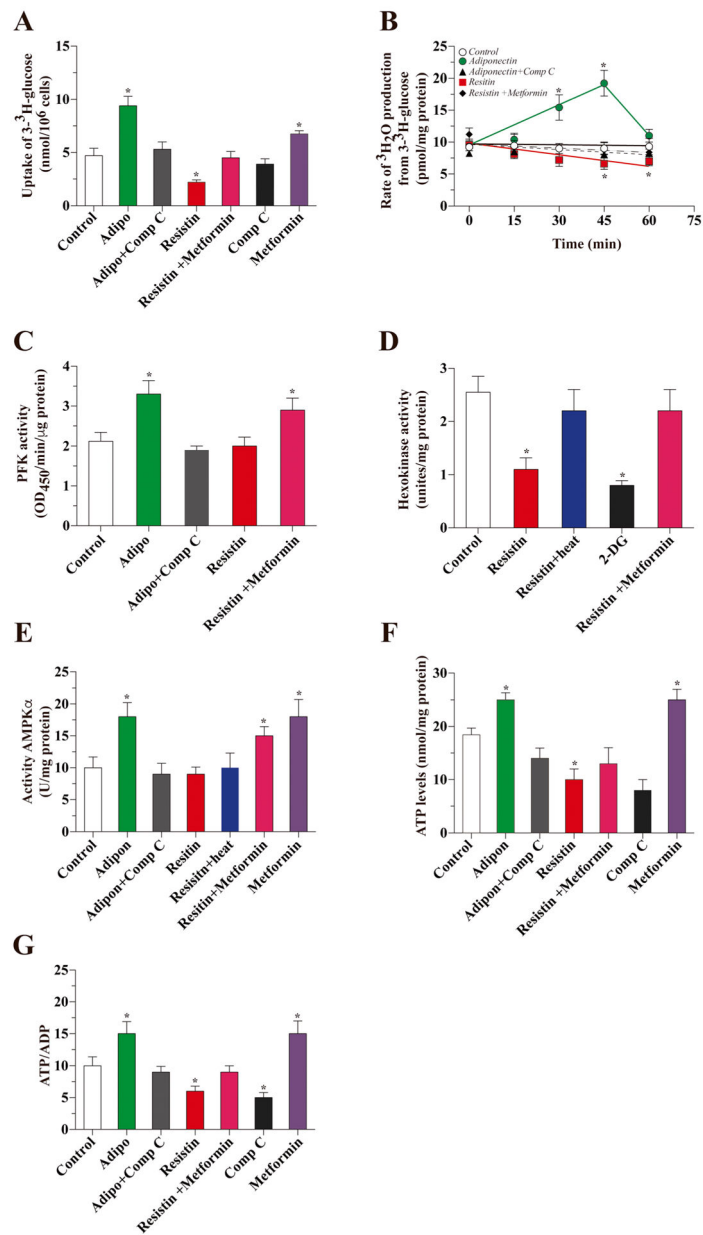 A
Uptake of 3-³H-glucose
(nmol/10⁶ cells)
15
10
5
0
Control
Adipo
Adipo+Comp C
Resistin
Resistin +Metformin
Comp C
Metformin
*
*
*
B
Rate of ³H₂O production
from 3-³H-glucose
(pmol/mg protein)
25
20
15
10
5
0
Control
Adiponectin
Adiponectin+Comp C
Resitin
Resistin +Metformin
*
*
*
*
0 15 30 45 60 75
Time (min)
C
PFK activity
(OD₄₅₀/min/µg protein)
4
3
2
1
0
*
*
Control
Adipo
Adipo+Comp C
Resistin
Resistin +Metformin
D
Hexokinase activity
(unites/mg protein)
3
2
1
0
*
*
Control
Resistin
Resistin+heat
2-DG
Resistin +Metformin
E
Activity AMPKα
(U/mg protein)
25
20
15
10
5
0
*
*
*
Control
Adipon
Adipon+Comp C
Resitin
Resisitn+heat
Resitin+Metformin
Metformin
F
ATP levels (nmol/mg protein)
30
20
10
0
*
*
*
Control
Adipon
Adipon+Comp C
Resistin
Resistin +Metformin
Comp C
Metformin
G
ATP/ADP
25
20
15
10
5
0
*
*
*
*
Control
Adipo
Adipo+Comp C
Resistin
Resistin +Metformin
Comp C
Metformin